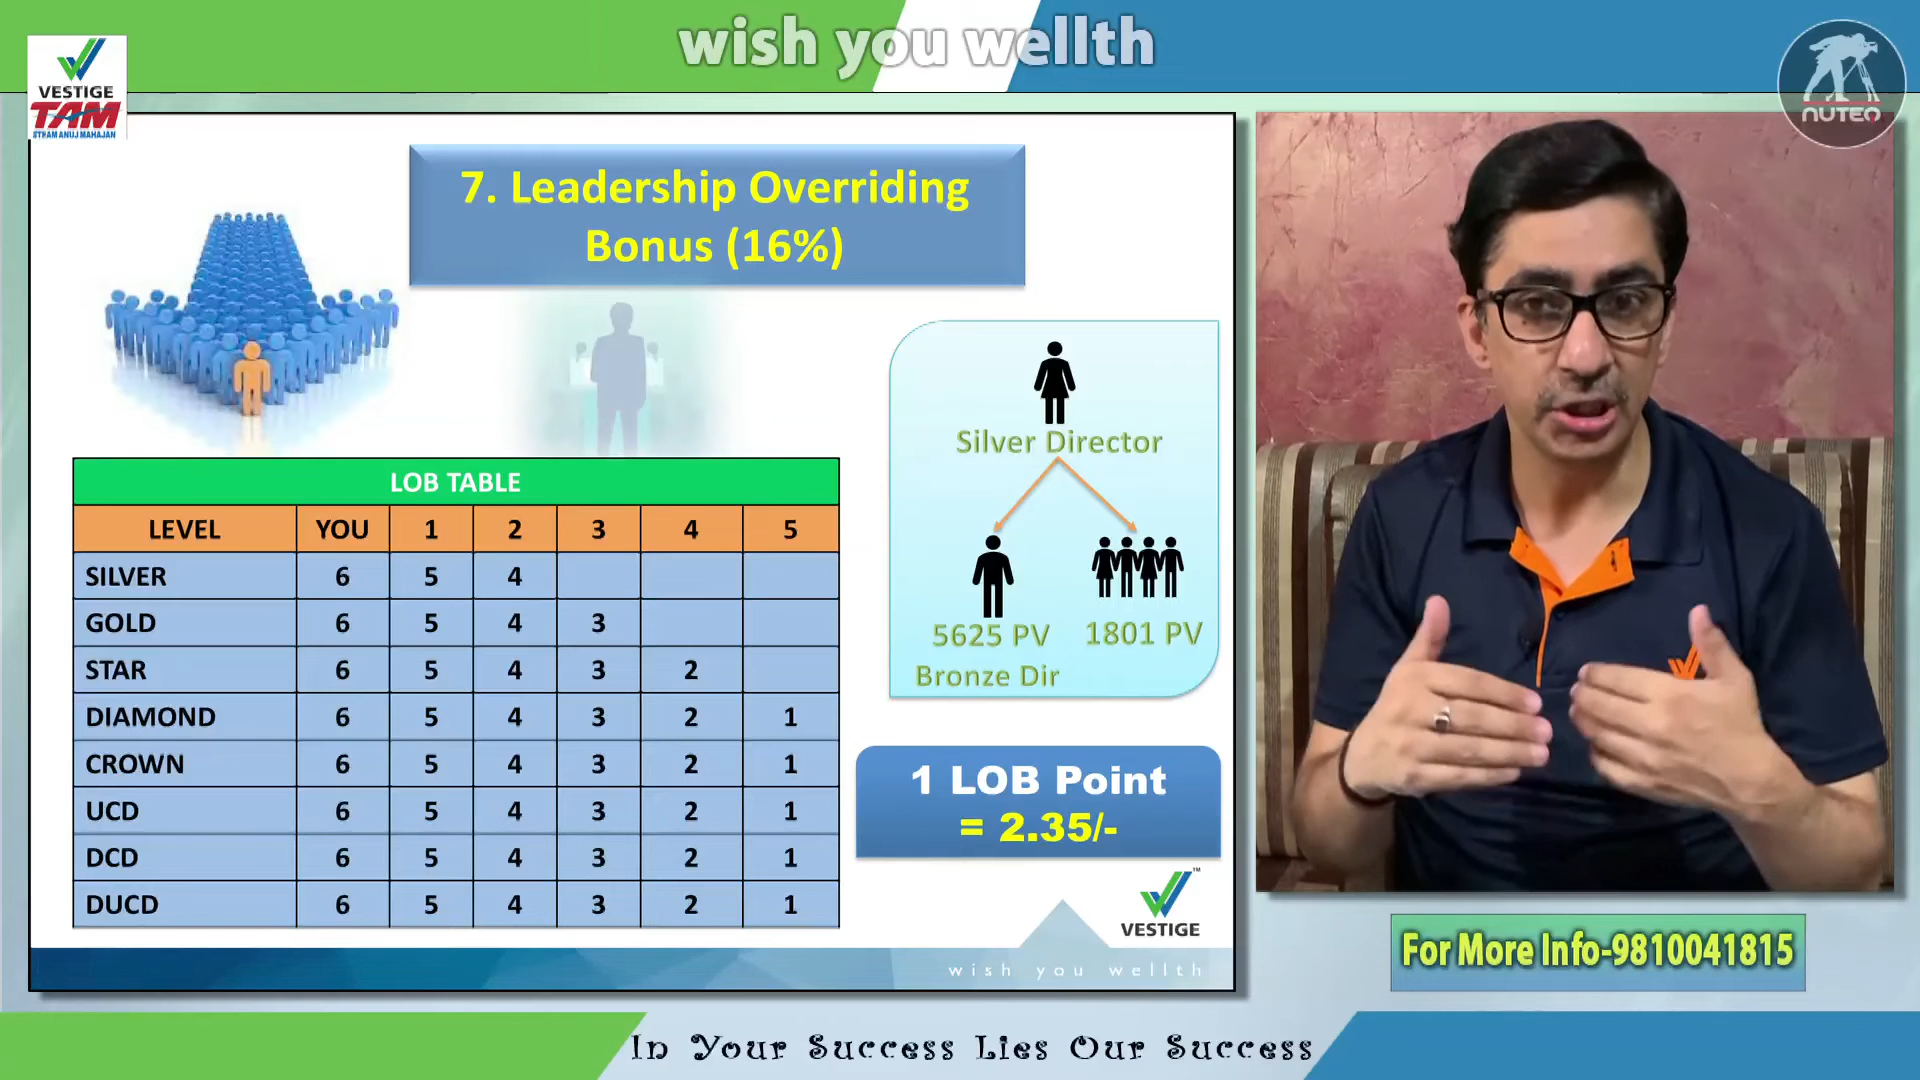 wish you wellth
VESTIGE
TAM
STEAM ANUJ MAHAJAN
NUTEQ
7. Leadership Overriding
Bonus (16%)
Silver Director
5625 PV
1801 PV
Bronze Dir
LOB TABLE
LEVEL YOU 1 2 3 4 5
SILVER 6 5 4
GOLD 6 5 4 3
STAR 6 5 4 3 2
DIAMOND 6 5 4 3 2 1
CROWN 6 5 4 3 2 1
UCD 6 5 4 3 2 1
DCD 6 5 4 3 2 1
DUCD 6 5 4 3 2 1
1 LOB Point
= 2.35/-
VESTIGE™
wish you wellth
For More Info-9810041815
In Your Success Lies Our Success